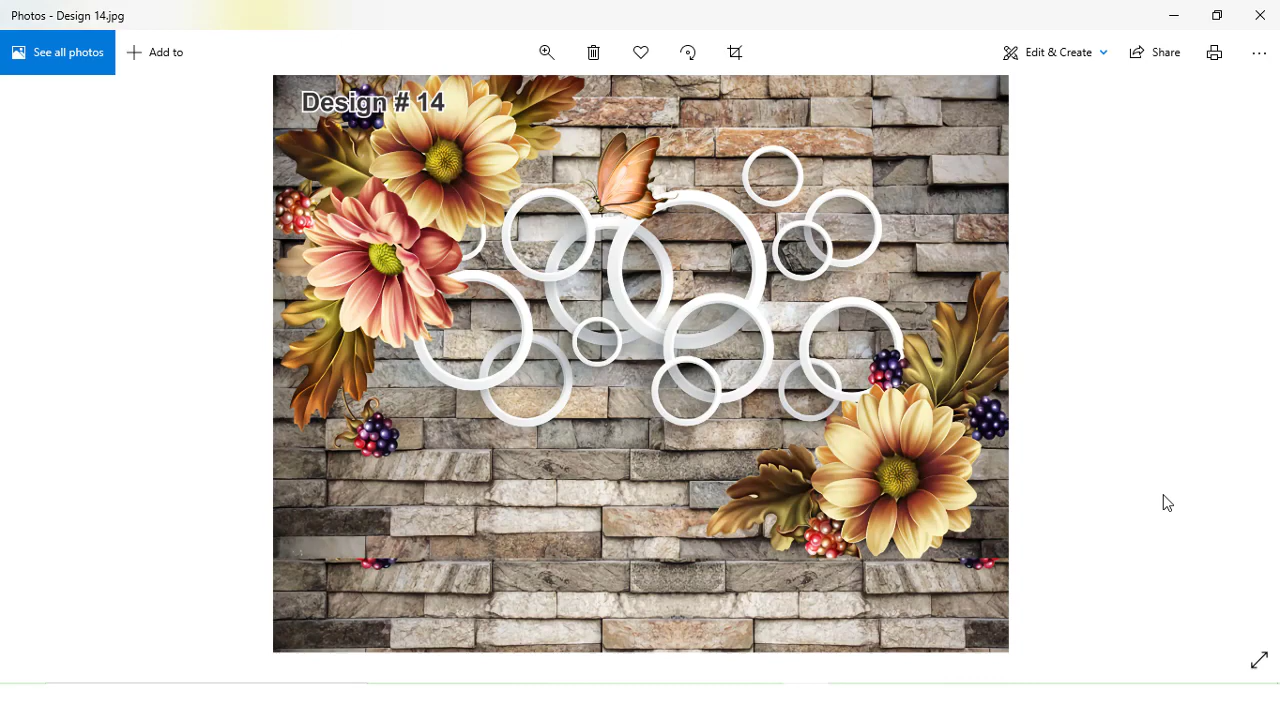 Photos - Design 14.jpg
See all photos
Add to
Edit & Create
Share
Design # 14